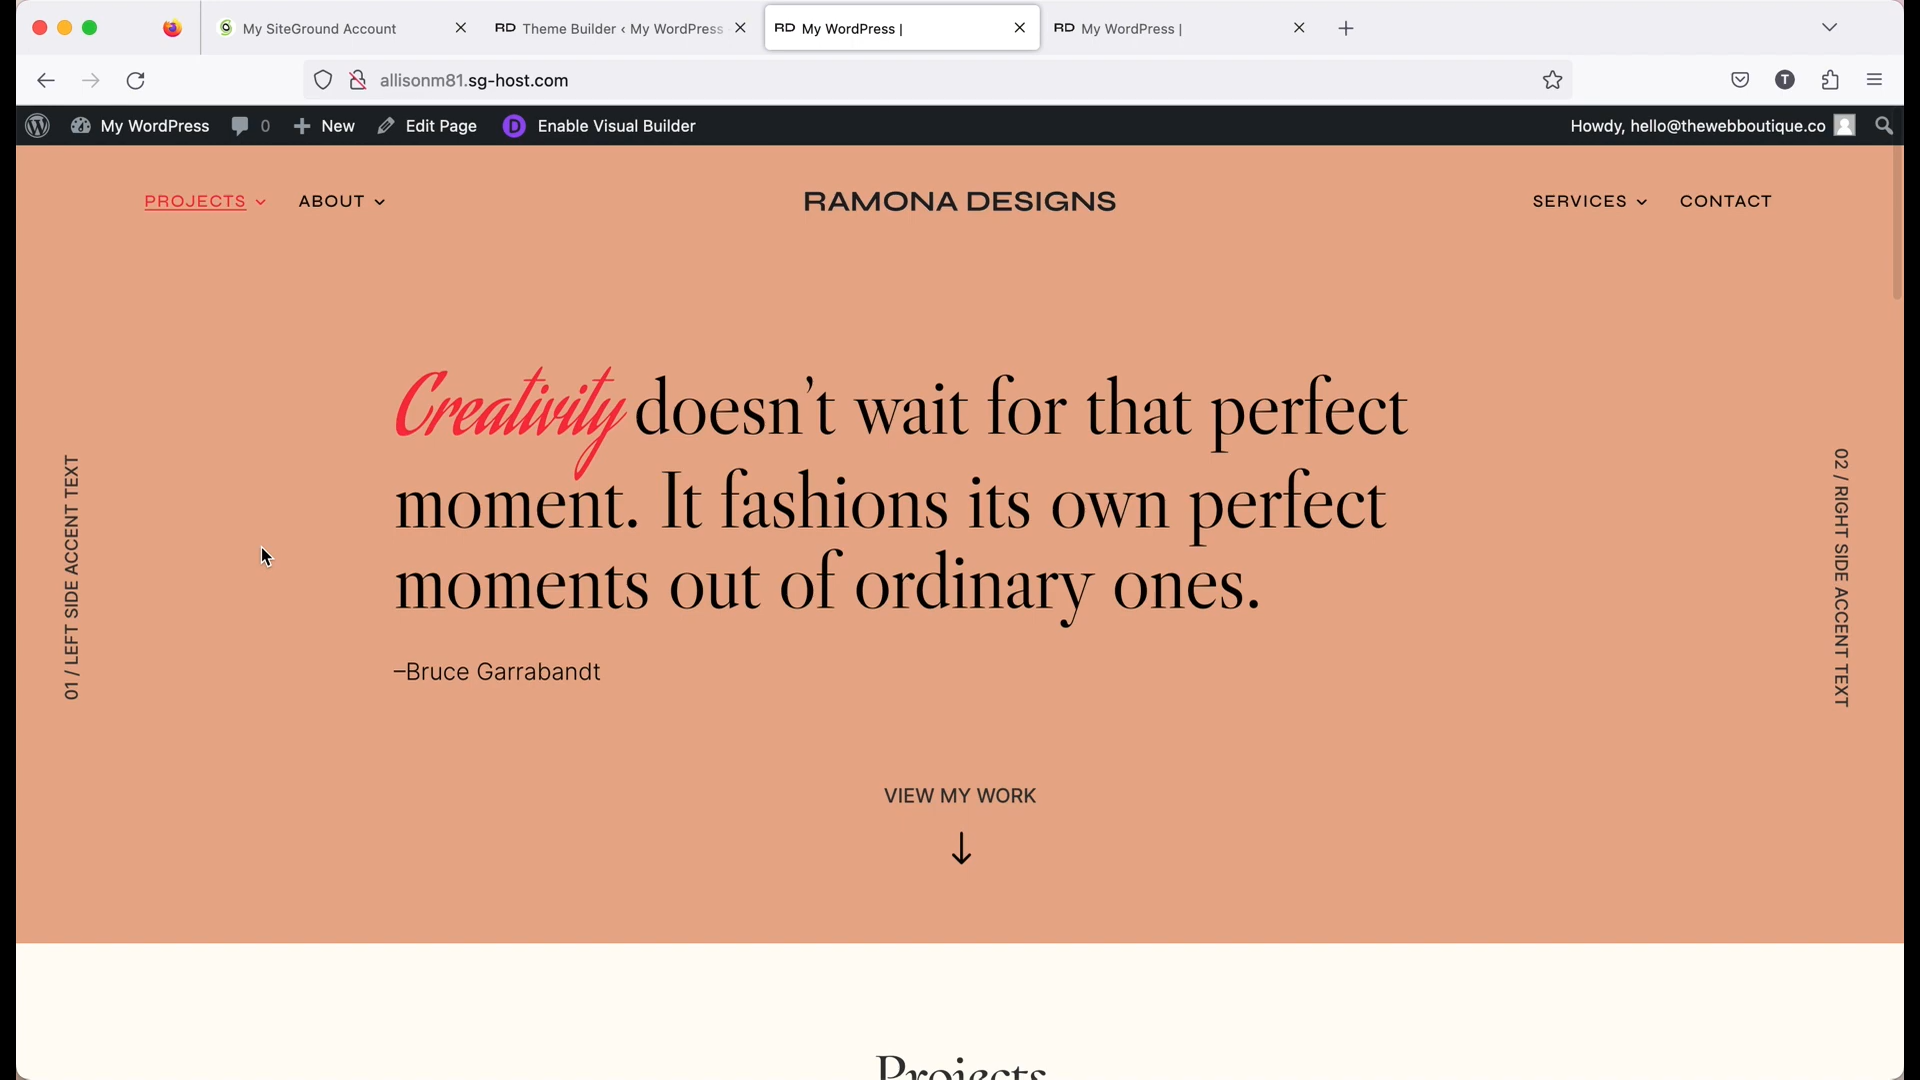 My SiteGround Account
RD Theme Builder ‹ My WordPress
RD My WordPress |
RD My WordPress |
allisonm81.sg-host.com
T
My WordPress
0
New
Edit Page
D Enable Visual Builder
Howdy, hello@thewebboutique.co
PROJECTS
ABOUT
RAMONA DESIGNS
SERVICES
CONTACT
Creativity doesn’t wait for that perfect
moment. It fashions its own perfect
moments out of ordinary ones.
–Bruce Garrabandt
01 / LEFT SIDE ACCENT TEXT
02 / RIGHT SIDE ACCENT TEXT
VIEW MY WORK
Projects